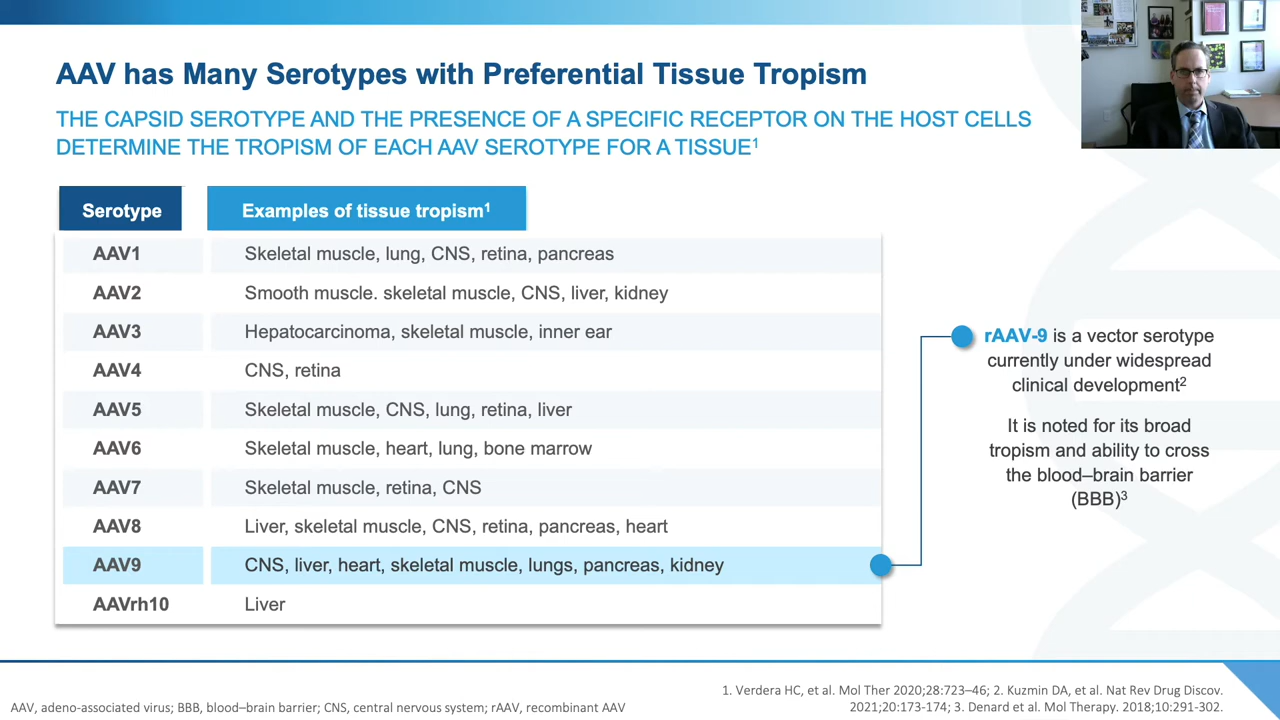 AAV has Many Serotypes with Preferential Tissue Tropism
THE CAPSID SEROTYPE AND THE PRESENCE OF A SPECIFIC RECEPTOR ON THE HOST CELLS
DETERMINE THE TROPISM OF EACH AAV SEROTYPE FOR A TISSUE¹
Serotype Examples of tissue tropism¹
AAV1 Skeletal muscle, lung, CNS, retina, pancreas
AAV2 Smooth muscle. skeletal muscle, CNS, liver, kidney
AAV3 Hepatocarcinoma, skeletal muscle, inner ear
AAV4 CNS, retina
AAV5 Skeletal muscle, CNS, lung, retina, liver
AAV6 Skeletal muscle, heart, lung, bone marrow
AAV7 Skeletal muscle, retina, CNS
AAV8 Liver, skeletal muscle, CNS, retina, pancreas, heart
AAV9 CNS, liver, heart, skeletal muscle, lungs, pancreas, kidney
AAVrh10 Liver
rAAV-9 is a vector serotype
currently under widespread
clinical development²
It is noted for its broad
tropism and ability to cross
the blood–brain barrier
(BBB)³
1. Verdera HC, et al. Mol Ther 2020;28:723–46; 2. Kuzmin DA, et al. Nat Rev Drug Discov.
2021;20:173-174; 3. Denard et al. Mol Therapy. 2018;10:291-302.
AAV, adeno-associated virus; BBB, blood–brain barrier; CNS, central nervous system; rAAV, recombinant AAV